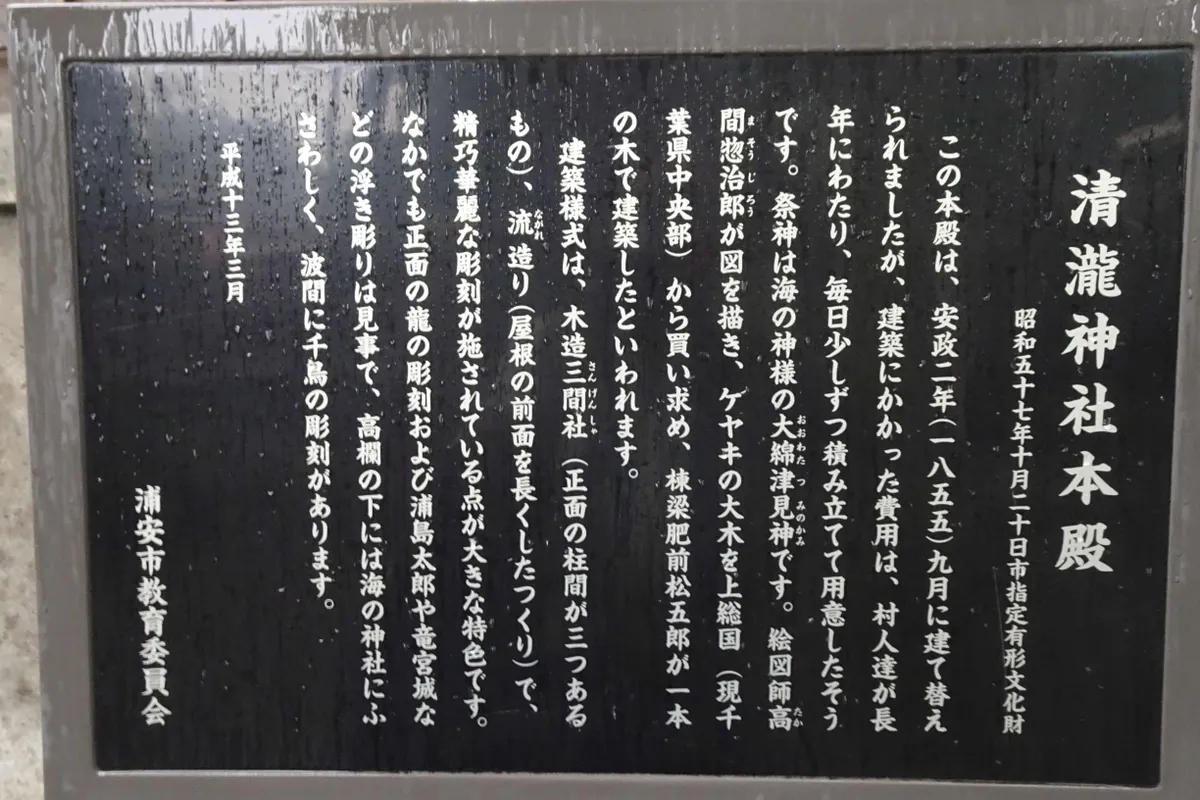 清瀧神社本殿
昭和五十七年十月二十日市指定有形文化財
この本殿は、安政二年(一八五五)九月に建て替え
られましたが、建築にかかった費用は、村人達が長
年にわたり、毎日少しずつ積み立てて用意したそう
です。祭神は海の神様の大綿津見神です。絵図師高
間惣治郎が図を描き、ゲヤキの大木を上総国(現千
葉県中央部)から買い求め、棟梁肥前松五郎が一本
の木で建築したといわれます。
建築様式は、木造三間社(正面の柱間が三つある
もの)、流造り(屋根の前面を長くしたつくり)で、
精巧華麗な彫刻が施されている点が大きな特色です。
なかでも正面の龍の彫刻および浦島太郎や竜宮城な
どの浮き彫りは見事で、高欄の下には海の神社にふ
さわしく、波間に千鳥の彫刻があります。
平成十三年三月
浦安市教育委員会